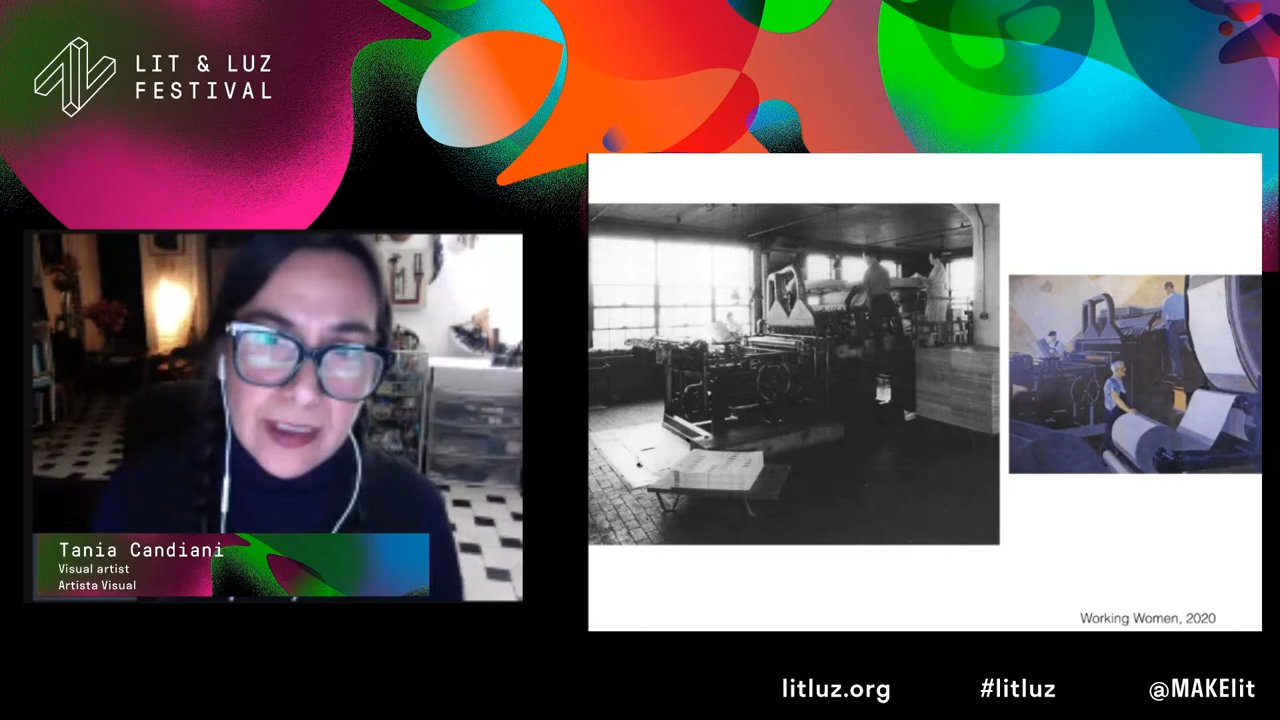 LIT & LUZ
FESTIVAL
Tania Candiani
Visual artist
Artista Visual
Working Women, 2020
litluz.org
#litluz
@MAKElit